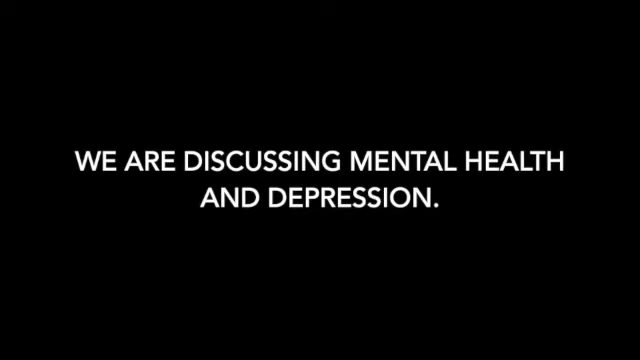 WE ARE DISCUSSING MENTAL HEALTH
AND DEPRESSION.